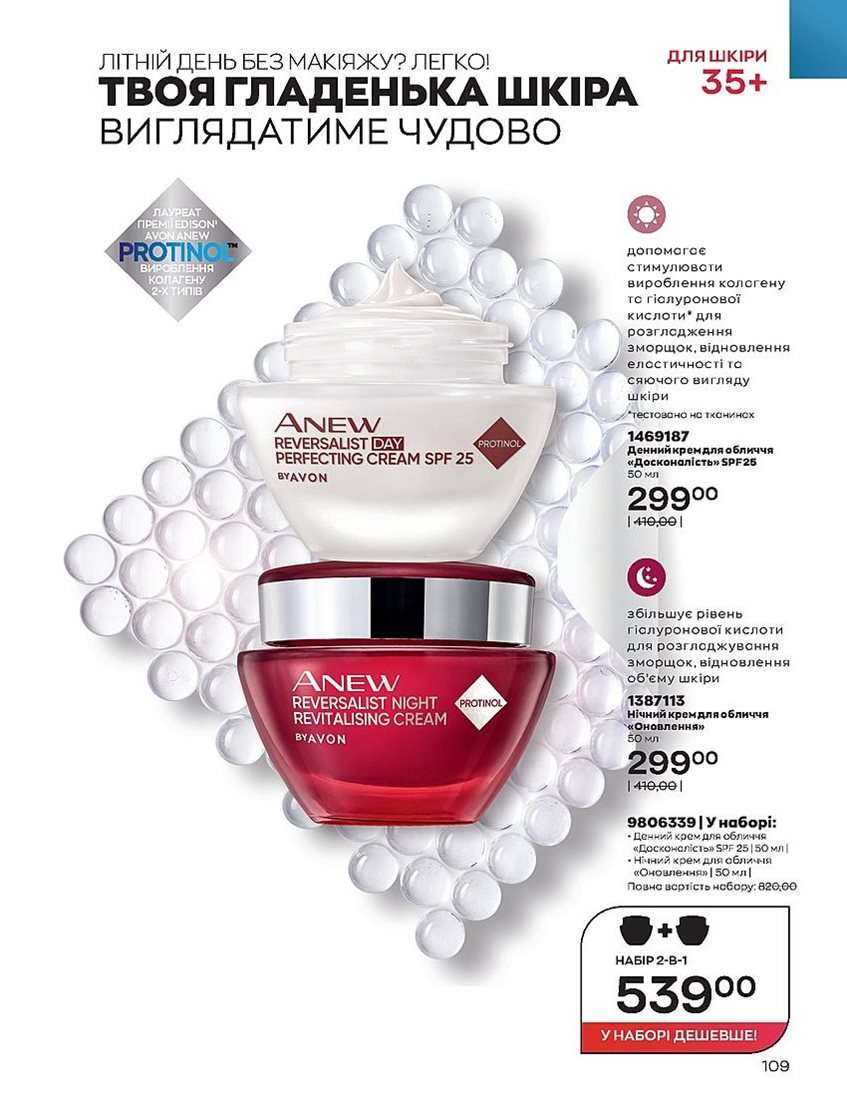 ЛІТНІЙ ДЕНЬ БЕЗ МАКІЯЖУ? ЛЕГКО!
ТВОЯ ГЛАДЕНЬКА ШКІРА
ВИГЛЯДАТИМЕ ЧУДОВО
ДЛЯ ШКІРИ
35+
ЛАУРЕАТ
ПРЕМІЇ EDISON¹
AVON ANEW
PROTINOL™
ВИРОБЛЕННЯ
КОЛАГЕНУ
2-Х ТИПІВ
ANEW
REVERSALIST DAY
PERFECTING CREAM SPF 25
BY AVON
PROTINOL
ANEW
REVERSALIST NIGHT
REVITALISING CREAM
BY AVON
PROTINOL
допомагає
стимулювати
вироблення колагену
та гіалуронової
кислоти* для
розгладження
зморщок, відновлення
еластичності та
сяючого вигляду
шкіри
*тестовано на тканинах
1469187
Денний крем для обличчя
«Досконалість» SPF 25
50 мл
299⁰⁰
| 410,00 |
збільшує рівень
гіалуронової кислоти
для розгладжування
зморщок, відновлення
об'єму шкіри
1387113
Нічний крем для обличчя
«Оновлення»
50 мл
299⁰⁰
| 410,00 |
9806339 | У наборі:
• Денний крем для обличчя
«Досконалість» SPF 25 | 50 мл |
• Нічний крем для обличчя
«Оновлення» | 50 мл |
Повна вартість набору: 820,00
+
НАБІР 2-В-1
539⁰⁰
У НАБОРІ ДЕШЕВШЕ!
109